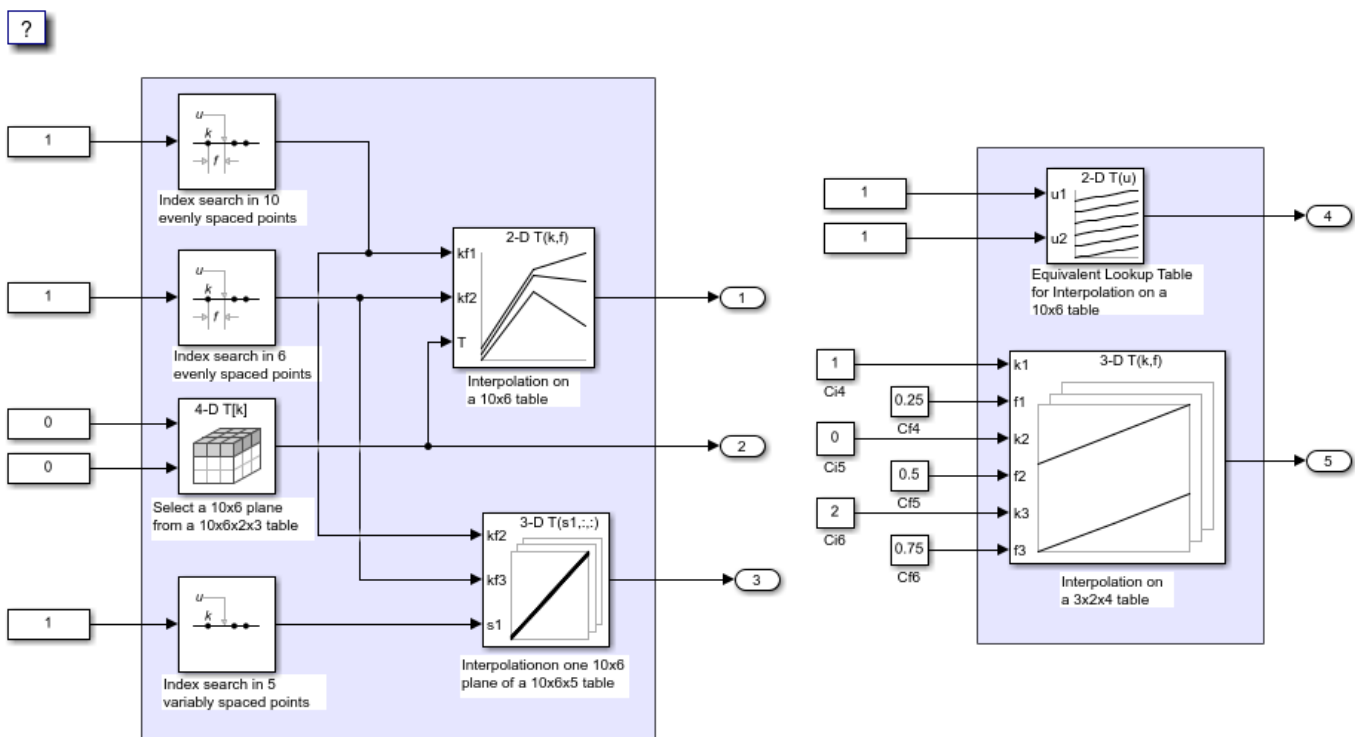 ?
1
u
k
f
Index search in 10
evenly spaced points
1
u
k
f
Index search in 6
evenly spaced points
2-D T(k,f)
kf1
kf2
T
Interpolation on
a 10x6 table
1
0
0
4-D T[k]
Select a 10x6 plane
from a 10x6x2x3 table
2
3-D T(s1,:,:)
kf2
kf3
s1
Interpolationon one 10x6
plane of a 10x6x5 table
3
1
u
k
Index search in 5
variably spaced points
1
1
2-D T(u)
u1
u2
Equivalent Lookup Table
for Interpolation on a
10x6 table
4
1
Ci4
0.25
Cf4
0
Ci5
0.5
Cf5
2
Ci6
0.75
Cf6
3-D T(k,f)
k1
f1
k2
f2
k3
f3
Interpolation on
a 3x2x4 table
5